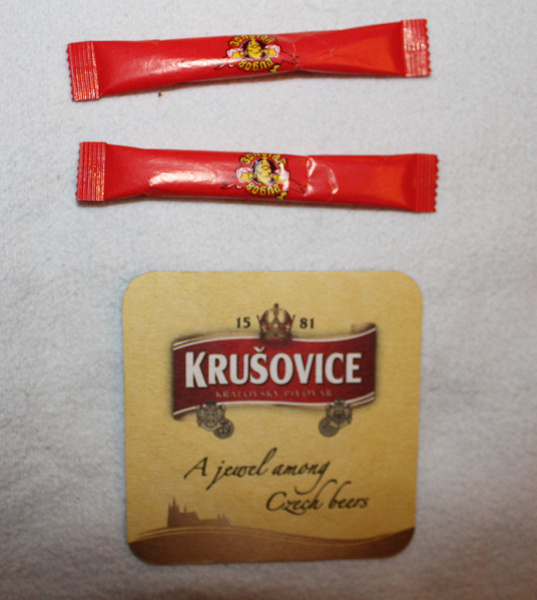 15 81
KRUŠOVICE
KRÁLOVSKÝ PIVOVAR
A jewel among
Czech beers